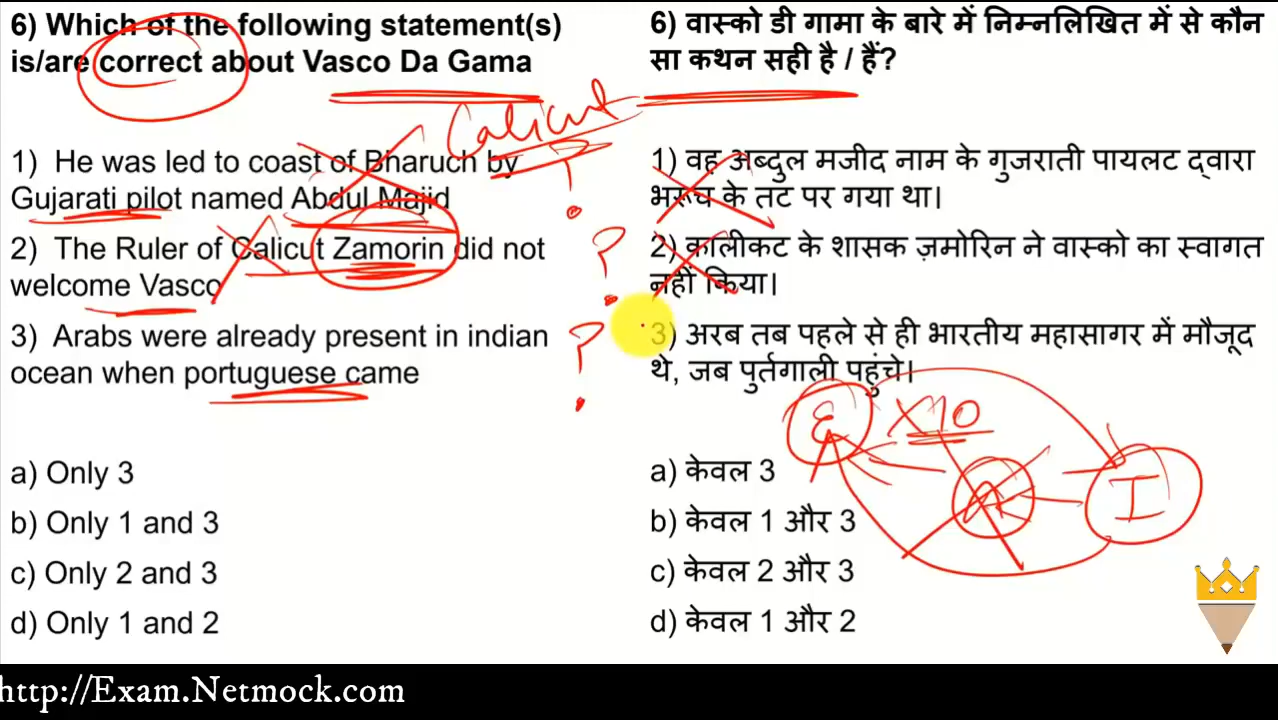 6) Which of the following statement(s)
is/are correct about Vasco Da Gama
Calicut
1) He was led to coast of Bharuch by
Gujarati pilot named Abdul Majid
2) The Ruler of Calicut Zamorin did not
welcome Vasco
3) Arabs were already present in indian
ocean when portuguese came
? 
?
?
a) Only 3
b) Only 1 and 3
c) Only 2 and 3
d) Only 1 and 2
6) वास्को डी गामा के बारे में निम्नलिखित में से कौन
सा कथन सही है / हैं?
1) वह अब्दुल मजीद नाम के गुजराती पायलट द्वारा
भरूच के तट पर गया था।
2) कालीकट के शासक ज़मोरिन ने वास्को का स्वागत
नहीं किया।
3) अरब तब पहले से ही भारतीय महासागर में मौजूद
थे, जब पुर्तगाली पहुंचे।
E X10
A I
a) केवल 3
b) केवल 1 और 3
c) केवल 2 और 3
d) केवल 1 और 2
http://Exam.Netmock.com